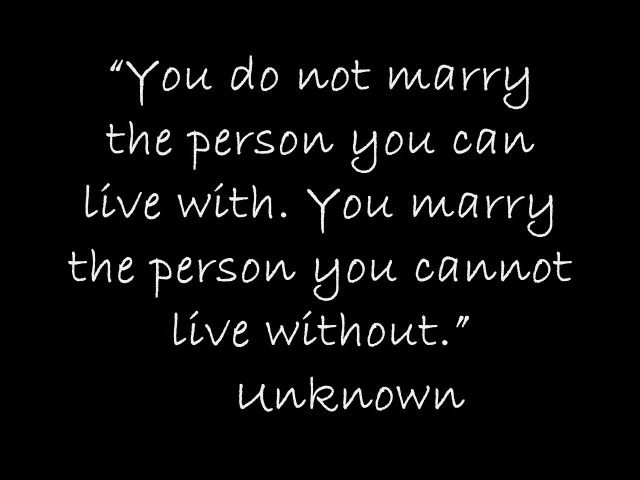 “You do not marry
the person you can
live with. You marry
the person you cannot
live without.”
Unknown